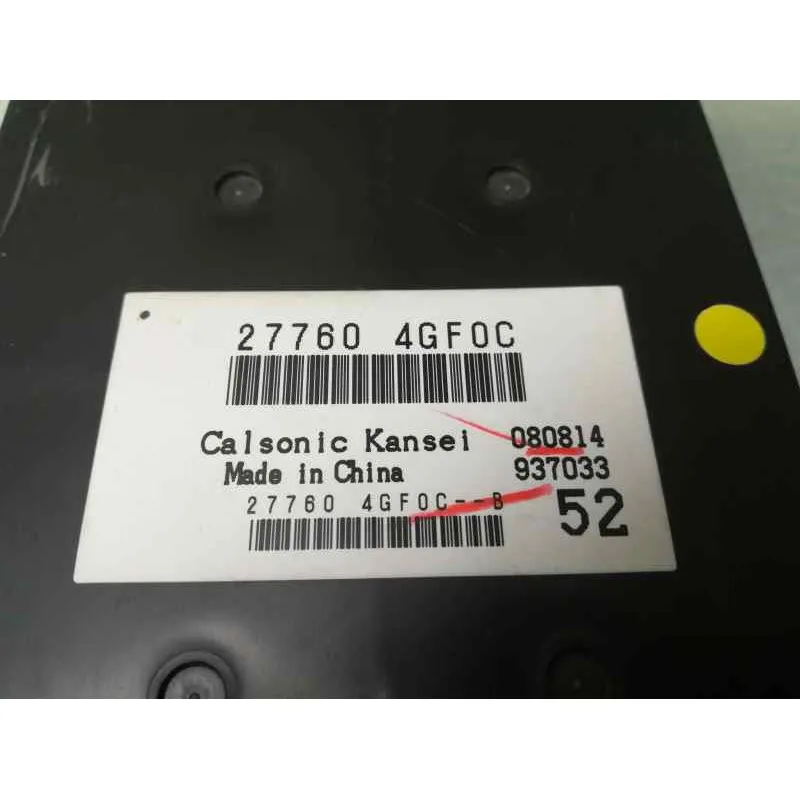 27760 4GF0C
Calsonic Kansei 080814
Made in China 937033
27760 4GF0C--B 52